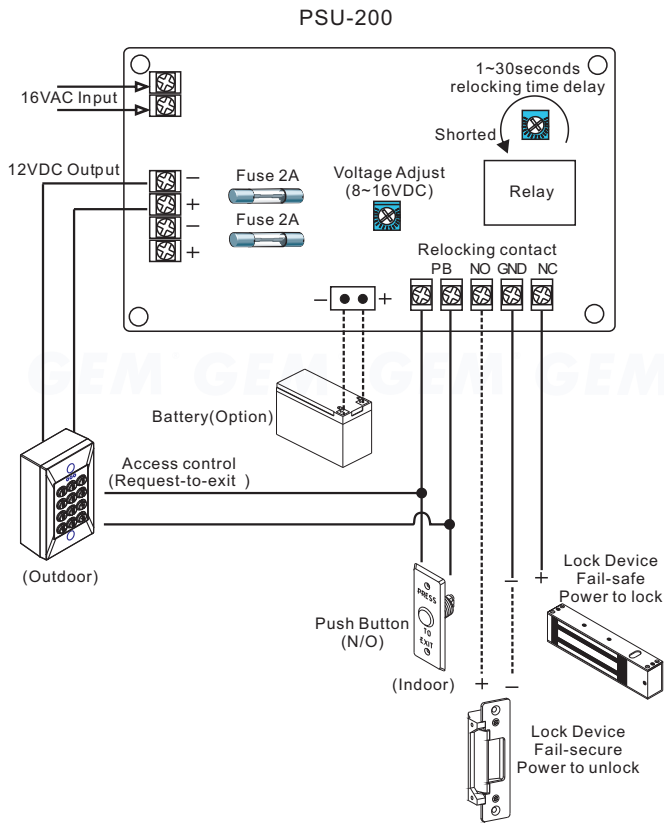 PSU-200
1~30seconds
relocking time delay
16VAC Input
Shorted
12VDC Output
Fuse 2A
Voltage Adjust
(8~16VDC)
Relay
Fuse 2A
− + − +
Relocking contact
PB NO GND NC
− +
GEM GEM GEM GEM
Battery(Option)
Access control
(Request-to-exit )
(Outdoor)
PRESS
TO
EXIT
Push Button
(N/O)
(Indoor)
− +
Lock Device
Fail-safe
Power to lock
+ −
Lock Device
Fail-secure
Power to unlock